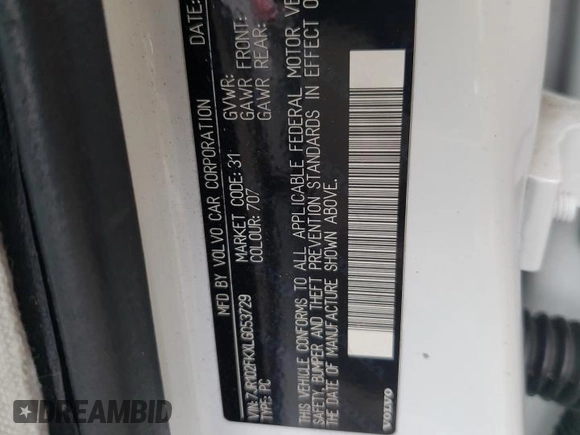 MFD BY VOLVO CAR CORPORATION DATE:
MARKET CODE: 31 GVWR:
COLOUR: 707 GAWR FRONT:
GAWR REAR:
VIN: 7JR102FKXLG053729
TYPE: PC
THIS VEHICLE CONFORMS TO ALL APPLICABLE FEDERAL MOTOR VE
SAFETY, BUMPER AND THEFT PREVENTION STANDARDS IN EFFECT O
THE DATE OF MANUFACTURE SHOWN ABOVE.
VOLVO
AUTOBIDCAR